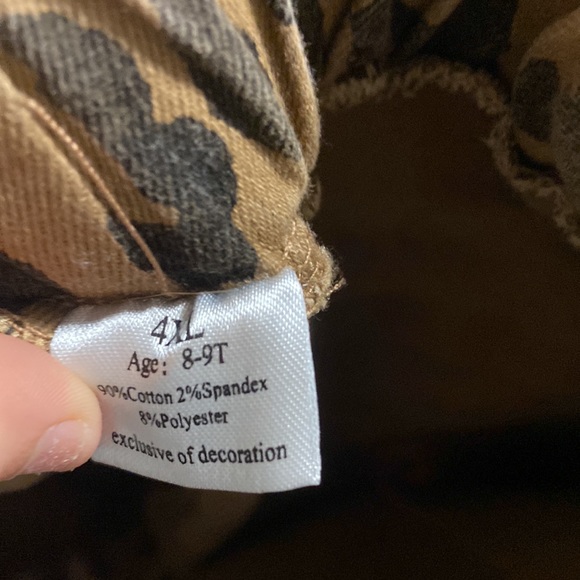 4XL
Age: 8-9T
90%Cotton 2%Spandex
8%Polyester
exclusive of decoration